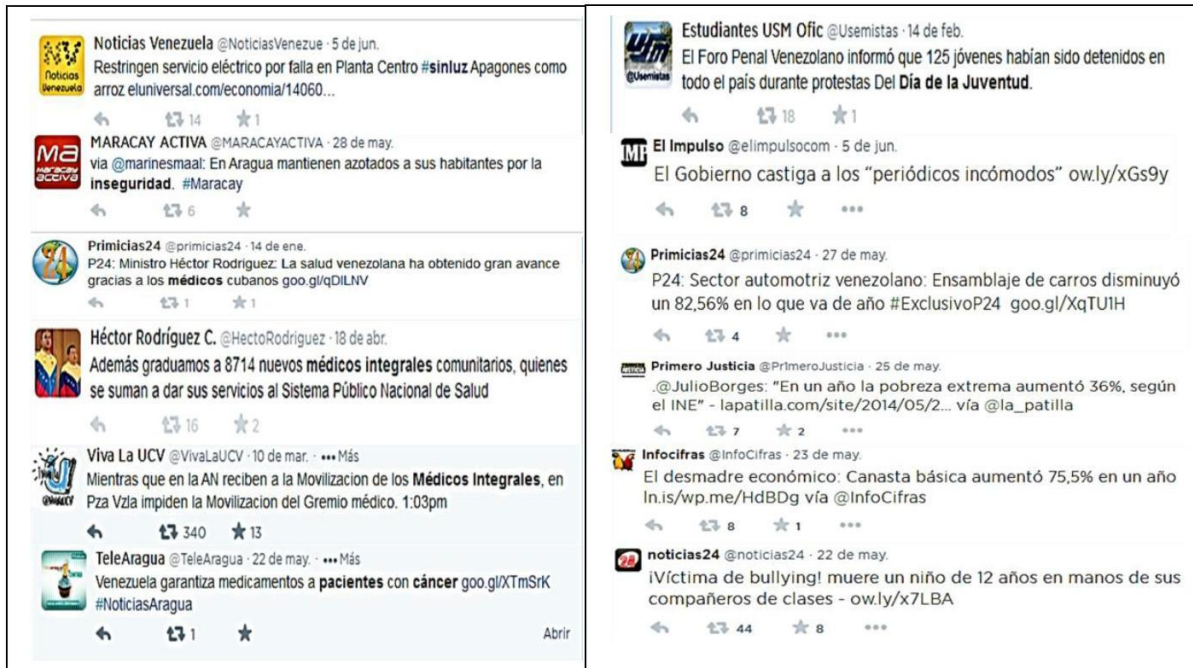 Noticias Venezuela @NoticiasVenezue · 5 de jun.
Restringen servicio eléctrico por falla en Planta Centro #sinluz Apagones como
arroz eluniversal.com/economia/14060...
Noticias
Venezuela
14 1
MARACAY ACTIVA @MARACAYACTIVA · 28 de may.
via @marinesmaal: En Aragua mantienen azotados a sus habitantes por la
inseguridad. #Maracay
Ma
maracay
activa
6
Primicias24 @primicias24 · 14 de ene.
P24: Ministro Héctor Rodriguez: La salud venezolana ha obtenido gran avance
gracias a los médicos cubanos goo.gl/qDILNV
24
1 1
Héctor Rodríguez C. @HectoRodriguez · 18 de abr.
Además graduamos a 8714 nuevos médicos integrales comunitarios, quienes
se suman a dar sus servicios al Sistema Público Nacional de Salud
16 2
Viva La UCV @VivaLaUCV · 10 de mar. · ••• Más
Mientras que en la AN reciben a la Movilizacion de los Médicos Integrales, en
Pza Vzla impiden la Movilizacion del Gremio médico. 1:03pm
@VivaLaUCV
340 13
TeleAragua @TeleAragua · 22 de may. · ••• Más
Venezuela garantiza medicamentos a pacientes con cáncer goo.gl/XTmSrK
#NoticiasAragua
1 Abrir
Estudiantes USM Ofic @Usemistas · 14 de feb.
El Foro Penal Venezolano informó que 125 jóvenes habían sido detenidos en
todo el país durante protestas Del Día de la Juventud.
usm
@Usemistas
18 1
IMP
El Impulso @elimpulsocom · 5 de jun.
El Gobierno castiga a los “periódicos incómodos” ow.ly/xGs9y
8 •••
Primicias24 @primicias24 · 27 de may.
P24: Sector automotriz venezolano: Ensamblaje de carros disminuyó
un 82,56% en lo que va de año #ExclusivoP24 goo.gl/XqTU1H
24
4 •••
Primero Justicia @Pr1meroJusticia · 25 de may.
.@JulioBorges: "En un año la pobreza extrema aumentó 36%, según
el INE" - lapatilla.com/site/2014/05/2... vía @la_patilla
7 2 •••
Infocifras @InfoCifras · 23 de may.
El desmadre económico: Canasta básica aumentó 75,5% en un año
ln.is/wp.me/HdBDg vía @InfoCifras
8 1 •••
noticias24 @noticias24 · 22 de may.
¡Víctima de bullying! muere un niño de 12 años en manos de sus
compañeros de clases - ow.ly/x7LBA
24
44 8 •••